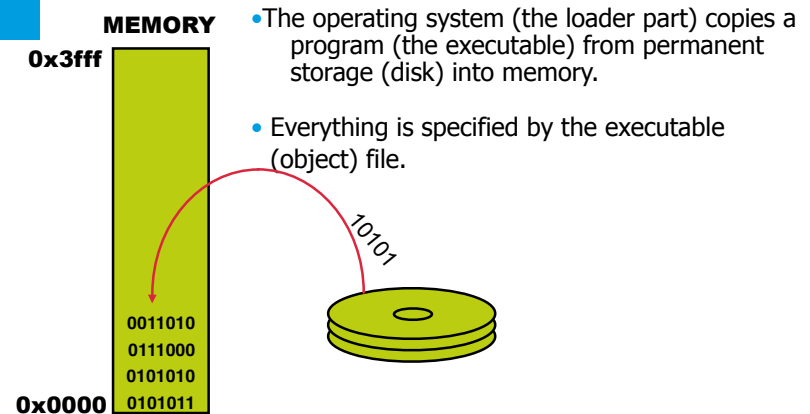 MEMORY
0x3fff
•The operating system (the loader part) copies a
program (the executable) from permanent
storage (disk) into memory.
• Everything is specified by the executable
(object) file.
10101
0011010
0111000
0101010
0x0000 0101011